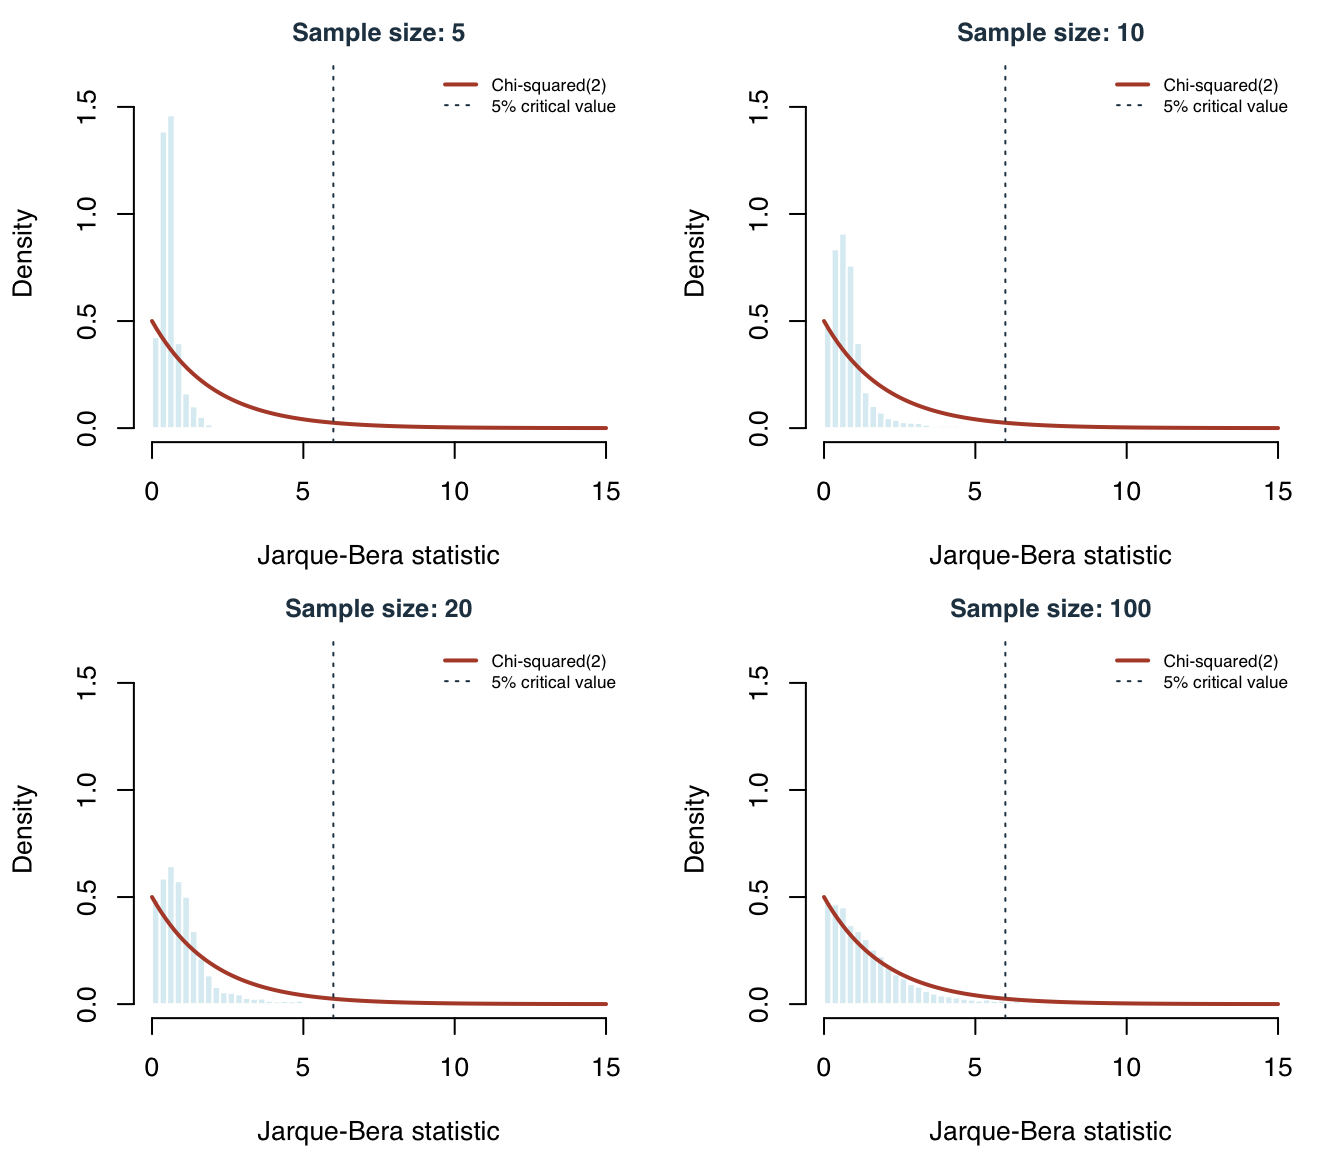 Sample size: 5
Chi-squared(2)
5% critical value
Density
0.0
0.5
1.0
1.5
0
5
10
15
Jarque-Bera statistic
Sample size: 10
Chi-squared(2)
5% critical value
Density
0.0
0.5
1.0
1.5
0
5
10
15
Jarque-Bera statistic
Sample size: 20
Chi-squared(2)
5% critical value
Density
0.0
0.5
1.0
1.5
0
5
10
15
Jarque-Bera statistic
Sample size: 100
Chi-squared(2)
5% critical value
Density
0.0
0.5
1.0
1.5
0
5
10
15
Jarque-Bera statistic